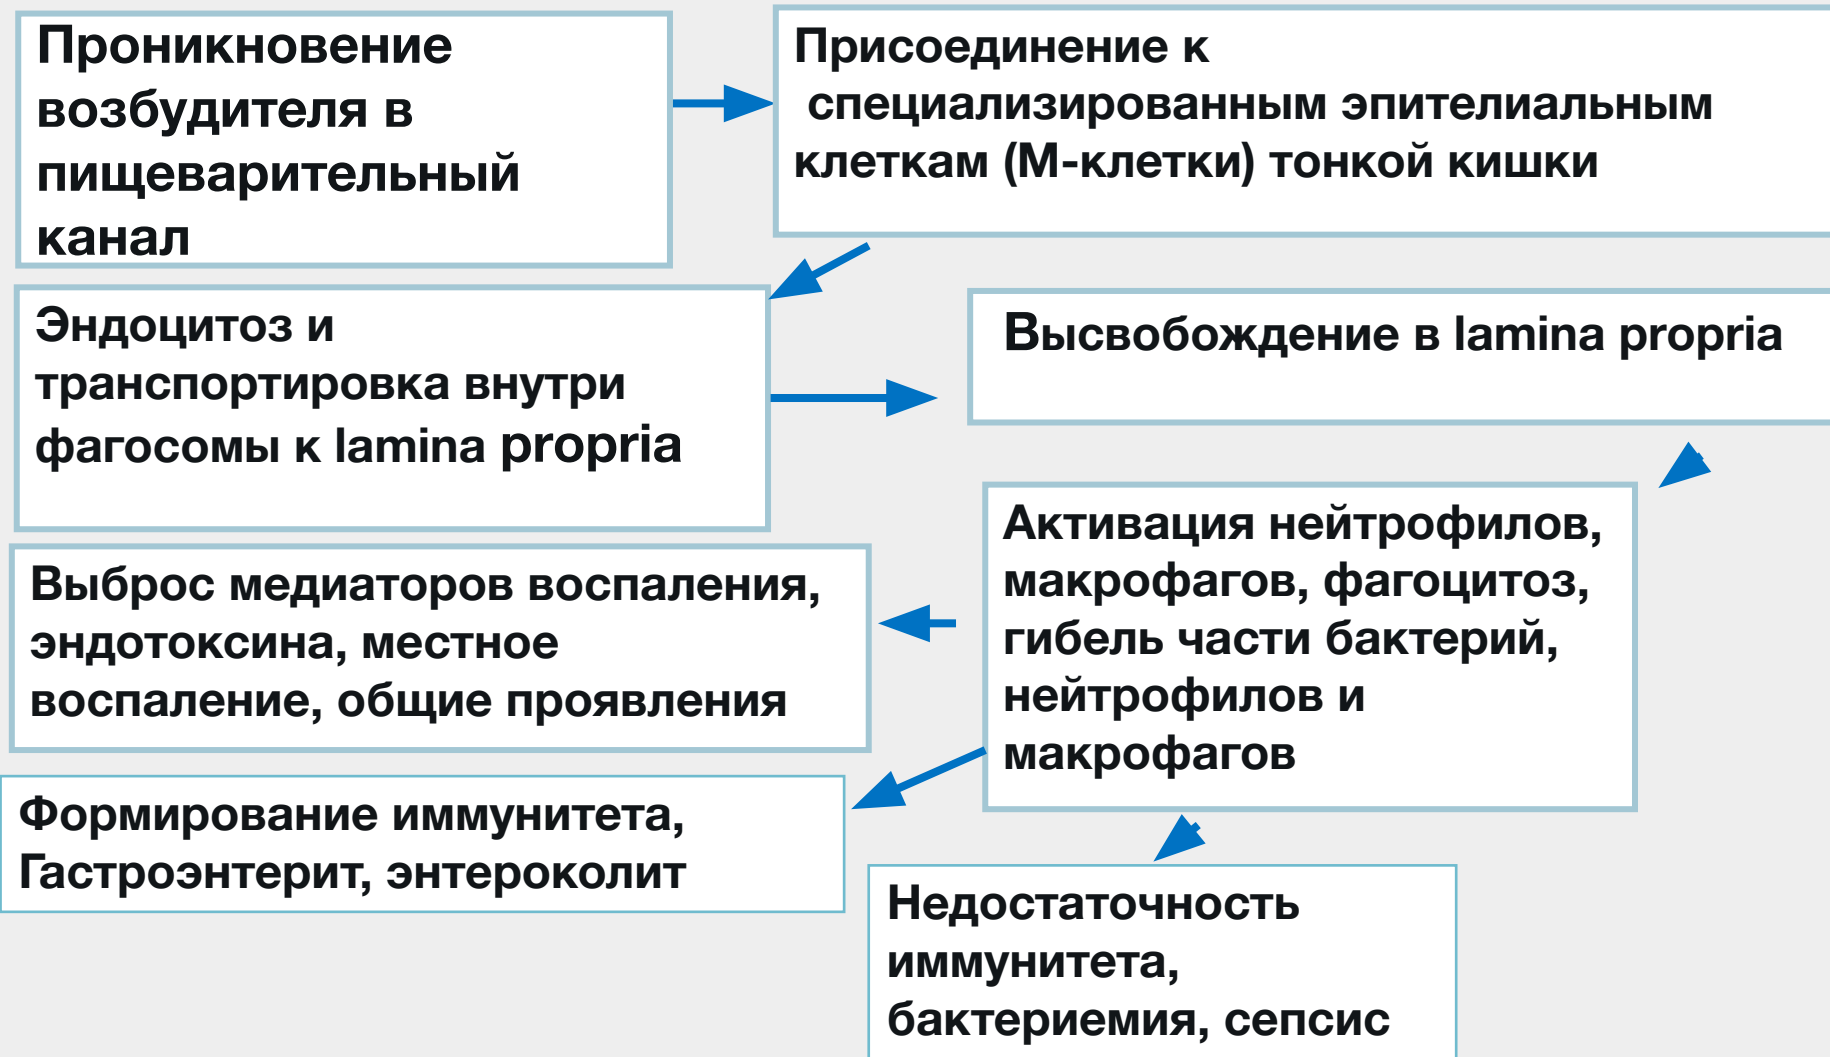 Проникновение
возбудителя в
пищеварительный
канал
Присоединение к
специализированным эпителиальным
клеткам (М-клетки) тонкой кишки
Эндоцитоз и
транспортировка внутри
фагосомы к lamina propria
Высвобождение в lamina propria
Активация нейтрофилов,
макрофагов, фагоцитоз,
гибель части бактерий,
нейтрофилов и
макрофагов
Выброс медиаторов воспаления,
эндотоксина, местное
воспаление, общие проявления
Формирование иммунитета,
Гастроэнтерит, энтероколит
Недостаточность
иммунитета,
бактериемия, сепсис